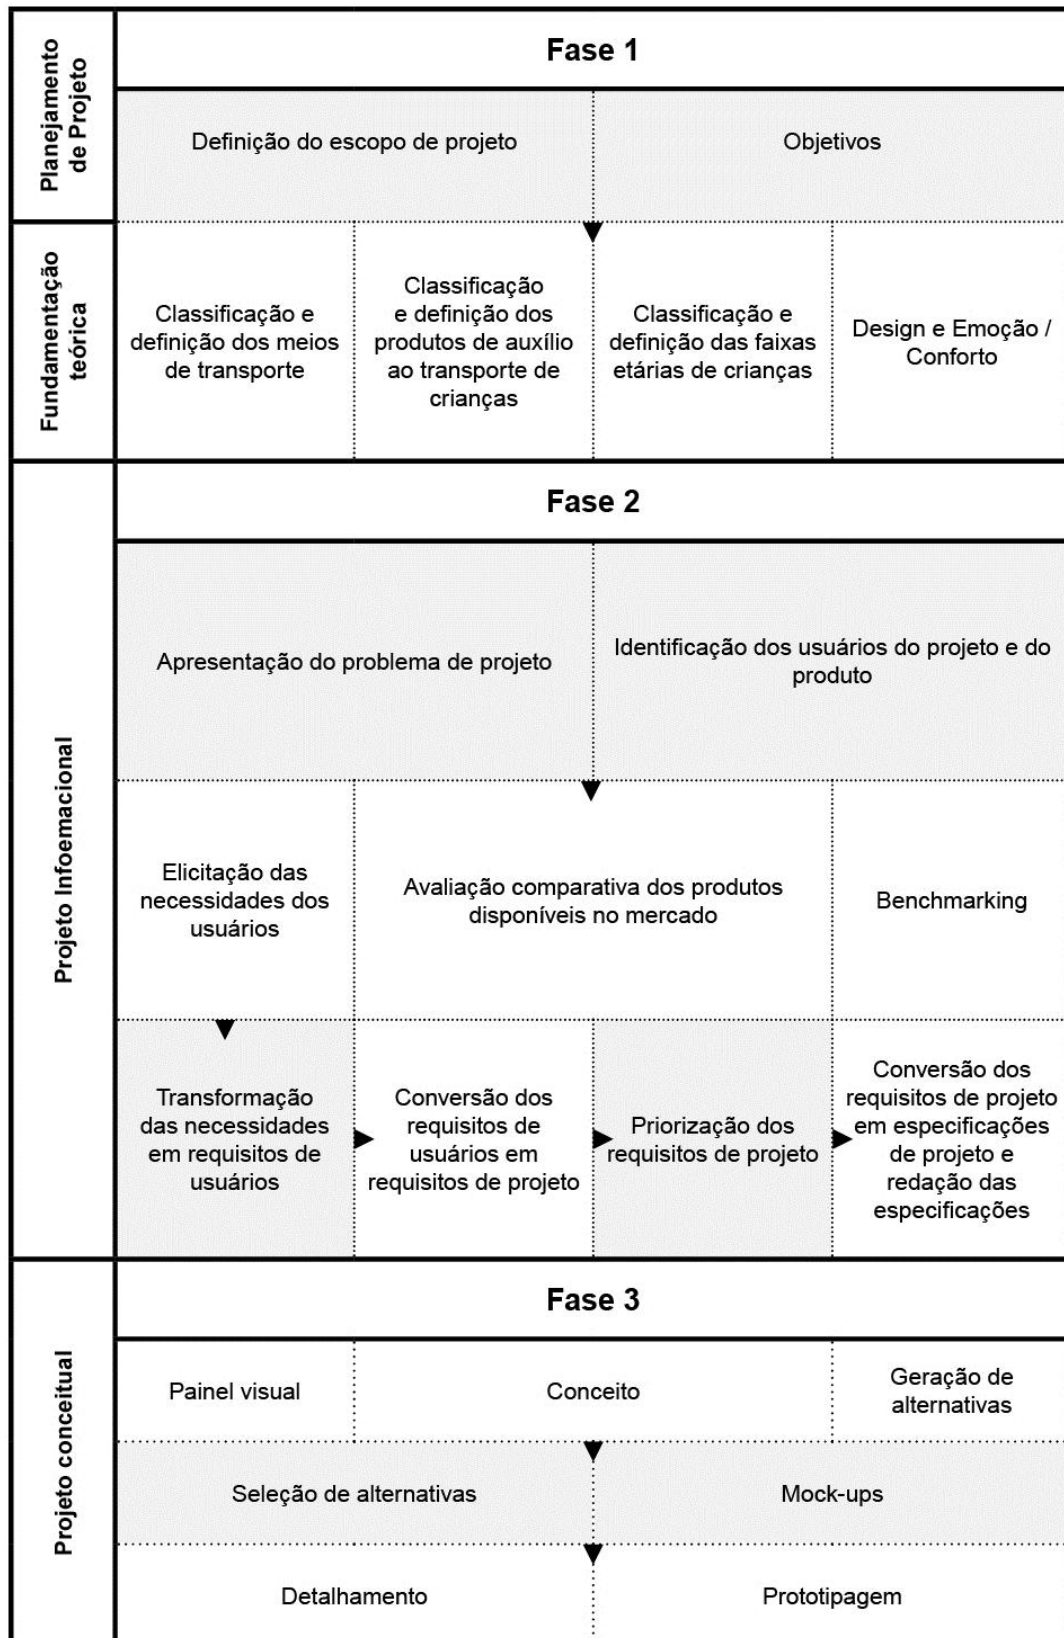 Planejamento
de Projeto
Fase 1
Definição do escopo de projeto
Objetivos
Fundamentação
teórica
Classificação e
definição dos meios
de transporte
Classificação
e definição dos
produtos de auxílio
ao transporte de
crianças
Classificação e
definição das faixas
etárias de crianças
Design e Emoção /
Conforto
Projeto Infoemacional
Fase 2
Apresentação do problema de projeto
Identificação dos usuários do projeto e do
produto
Elicitação das
necessidades dos
usuários
Avaliação comparativa dos produtos
disponíveis no mercado
Benchmarking
Transformação
das necessidades
em requisitos de
usuários
Conversão dos
requisitos de
usuários em
requisitos de projeto
Priorização dos
requisitos de projeto
Conversão dos
requisitos de projeto
em especificações
de projeto e
redação das
especificações
Projeto conceitual
Fase 3
Painel visual
Conceito
Geração de
alternativas
Seleção de alternativas
Mock-ups
Detalhamento
Prototipagem